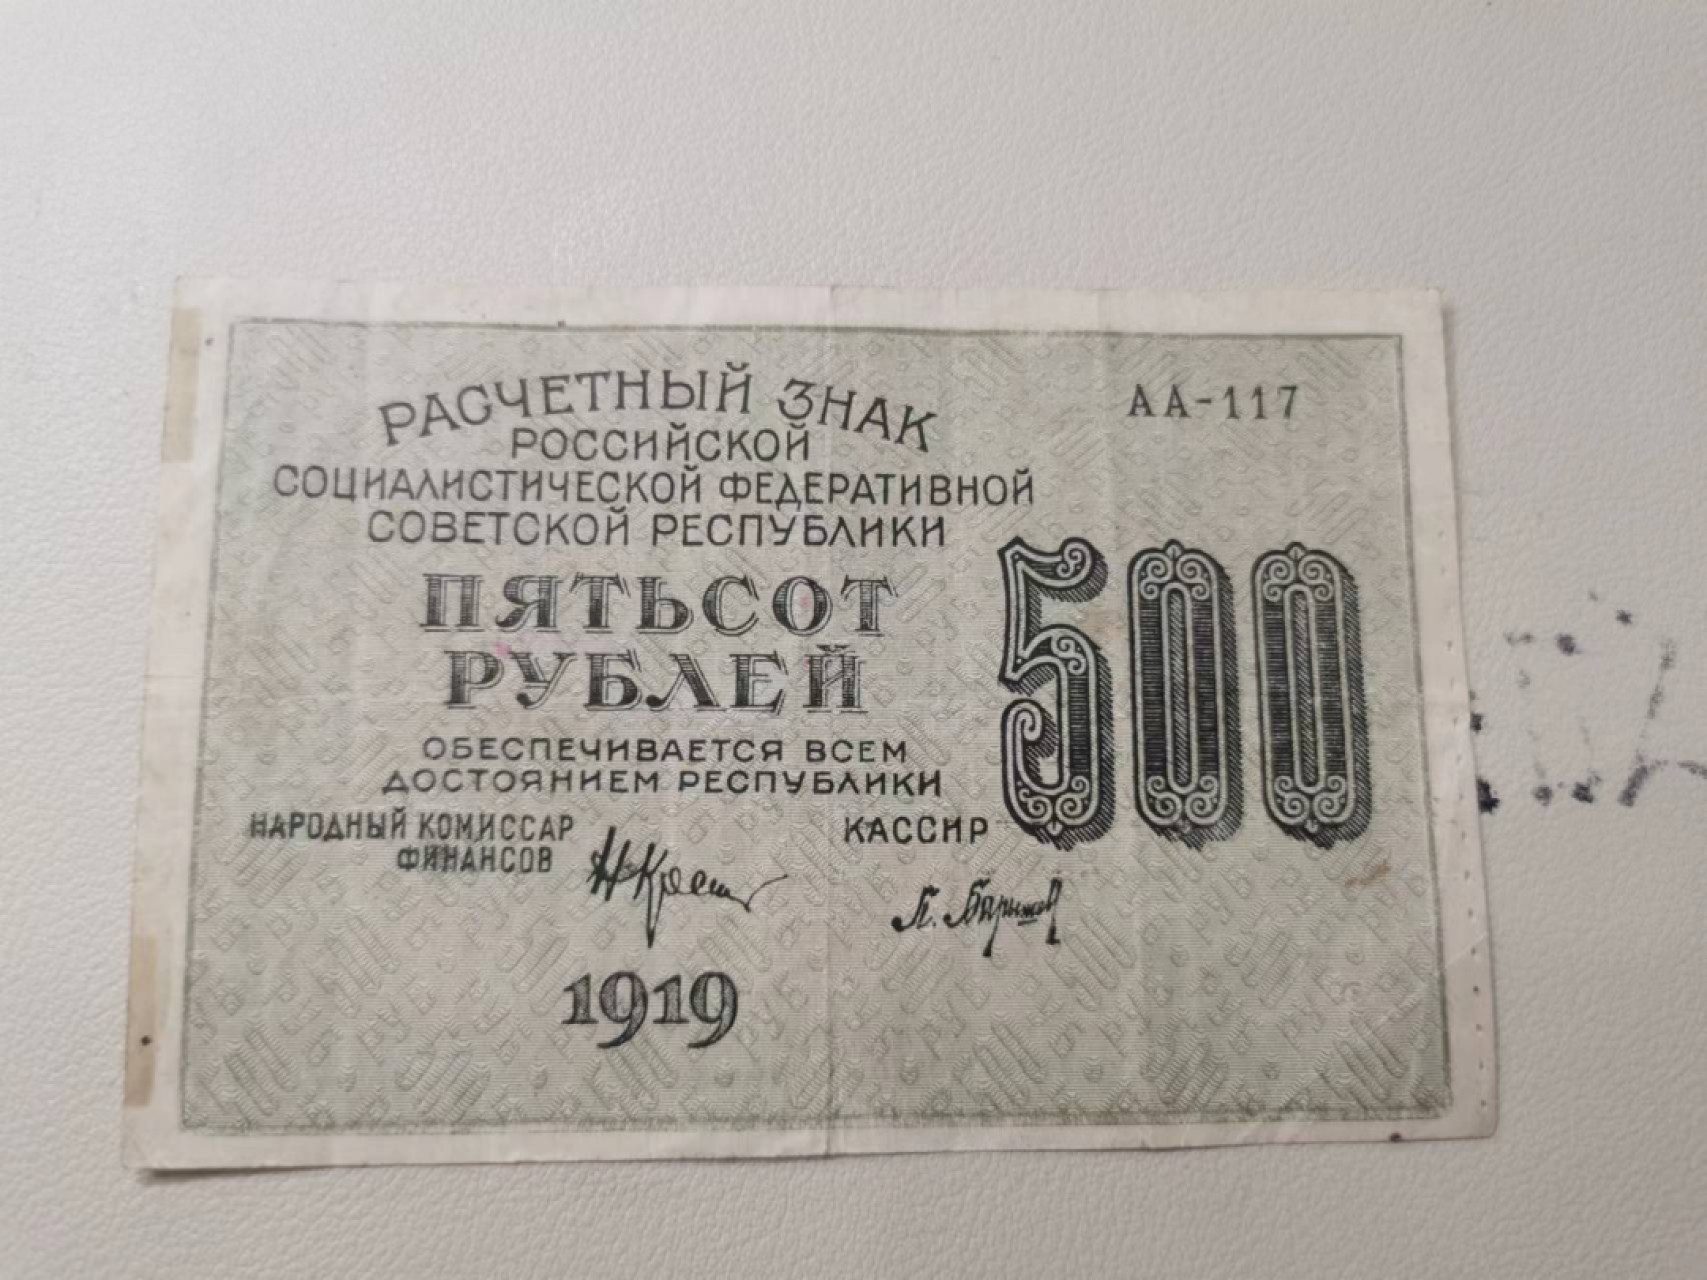 РАСЧЕТНЫЙ ЗНАК
АА-117
РОССИЙСКОЙ
СОЦИАЛИСТИЧЕСКОЙ ФЕДЕРАТИВНОЙ
СОВЕТСКОЙ РЕСПУБЛИКИ
ПЯТЬСОТ
РУБЛЕЙ
500
ОБЕСПЕЧИВАЕТСЯ ВСЕМ
ДОСТОЯНИЕМ РЕСПУБЛИКИ
НАРОДНЫЙ КОМИССАР
ФИНАНСОВ
КАССИР
1919